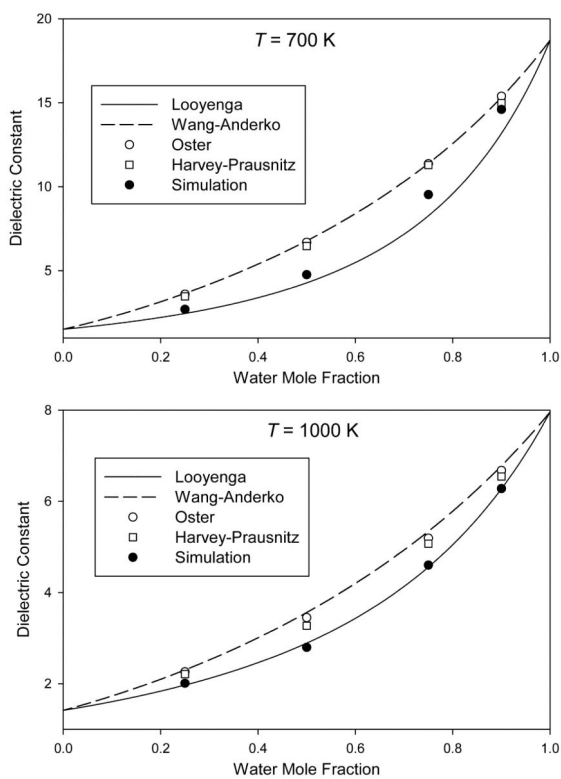 20
T = 700 K
15
Looyenga
Wang-Anderko
Oster
Harvey-Prausnitz
Simulation
10
5
Dielectric Constant
0.0 0.2 0.4 0.6 0.8 1.0
Water Mole Fraction
8
T = 1000 K
Looyenga
Wang-Anderko
Oster
Harvey-Prausnitz
Simulation
6
4
2
Dielectric Constant
0.0 0.2 0.4 0.6 0.8 1.0
Water Mole Fraction